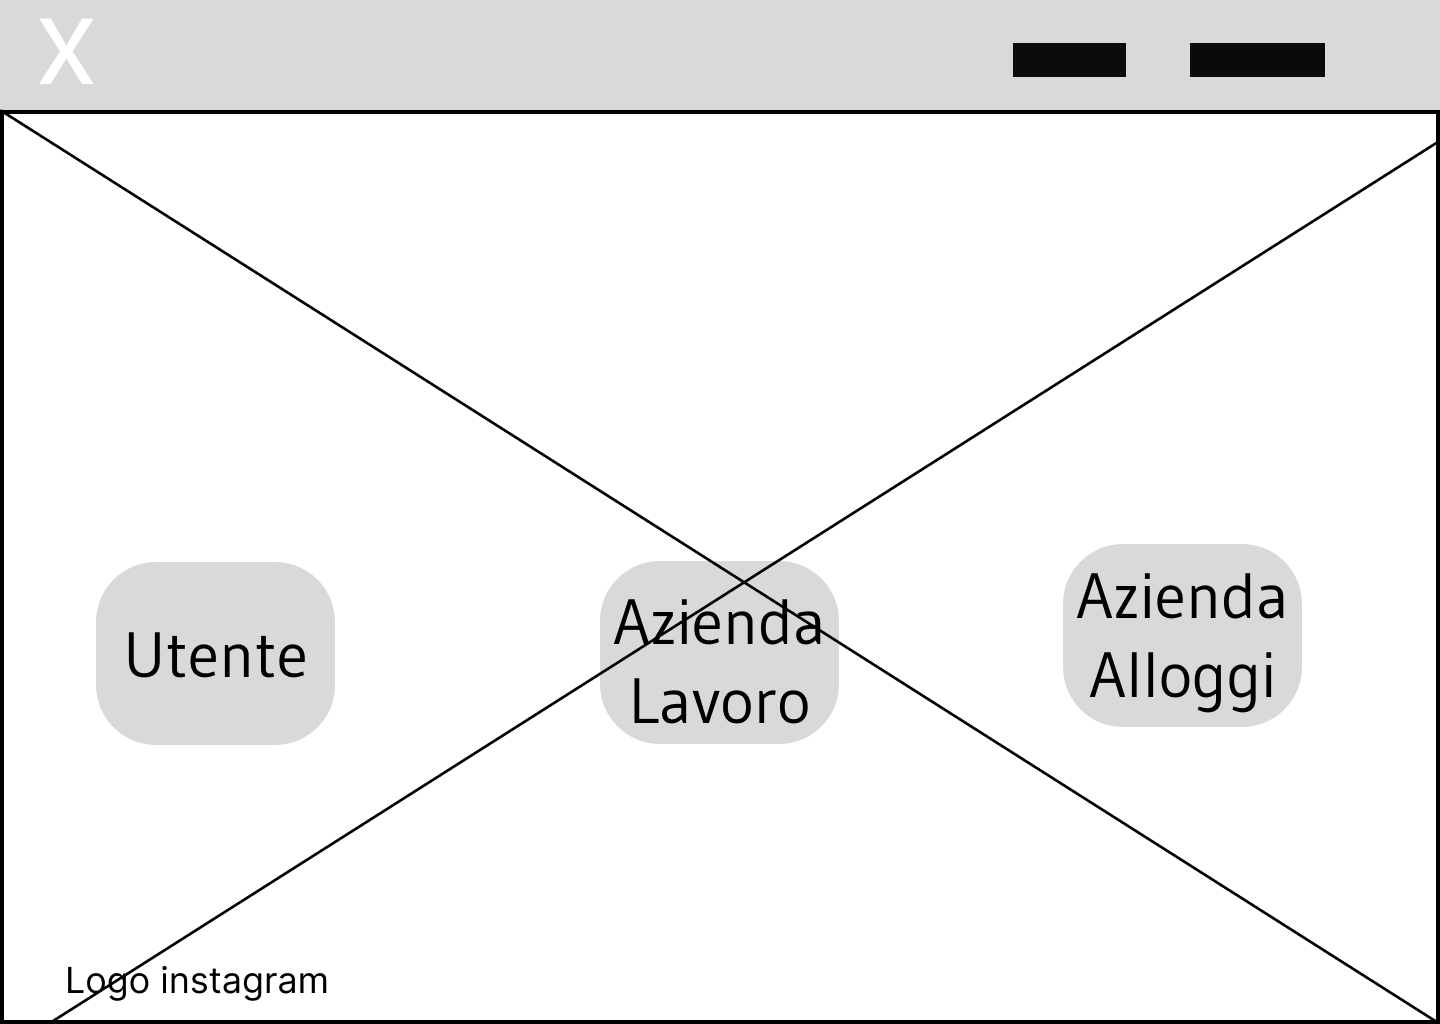 X
Utente
Azienda
Lavoro
Azienda
Alloggi
Logo instagram